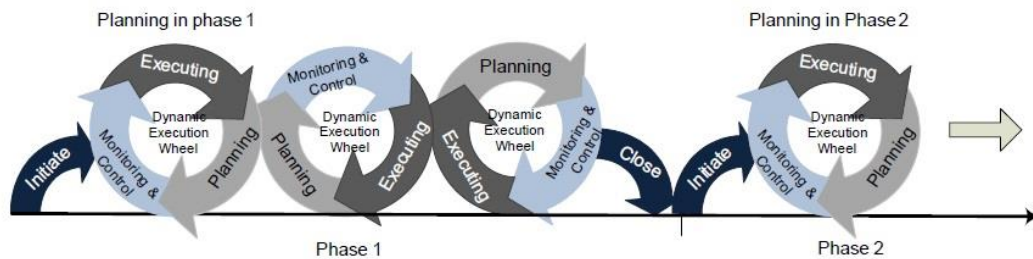 Planning in phase 1
Planning in Phase 2
Initiate
Monitoring &
Control
Executing
Planning
Dynamic
Execution
Wheel
Planning
Monitoring &
Control
Executing
Dynamic
Execution
Wheel
Executing
Planning
Monitoring &
Control
Dynamic
Execution
Wheel
Close
Initiate
Monitoring &
Control
Executing
Planning
Dynamic
Execution
Wheel
Phase 1
Phase 2